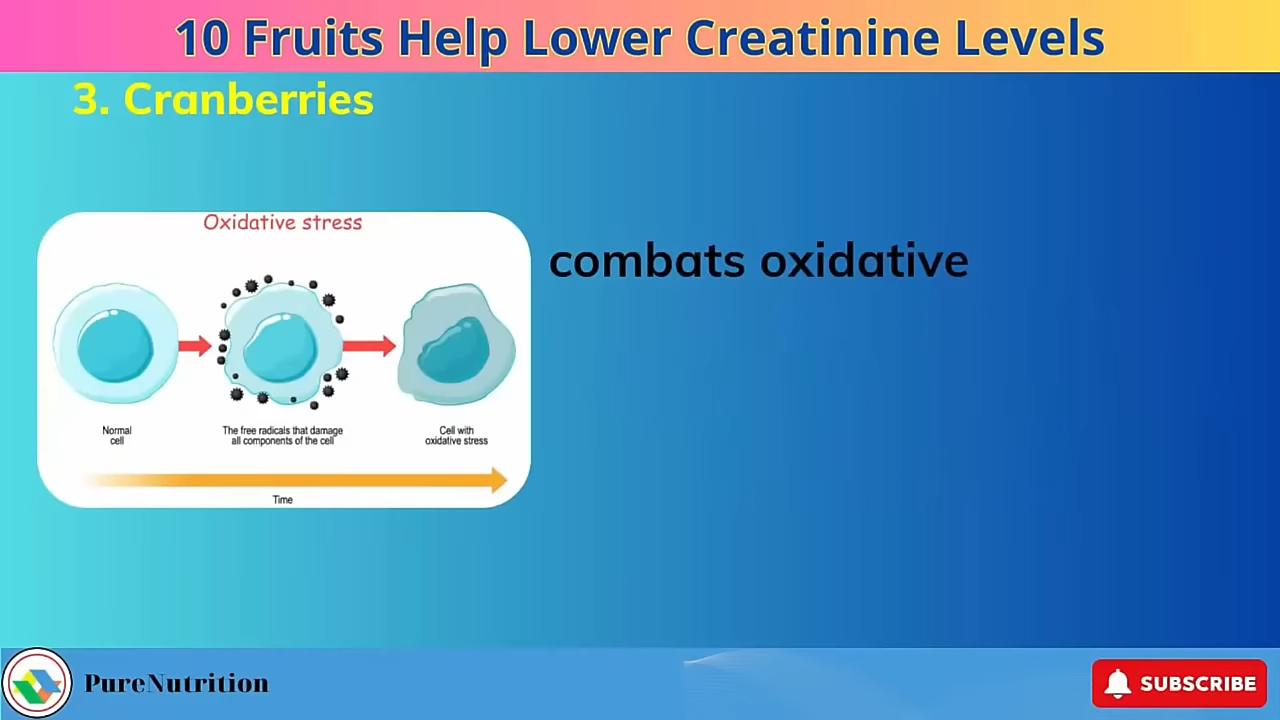 10 Fruits Help Lower Creatinine Levels
3. Cranberries
Oxidative stress
combats oxidative
Normal
cell
The free radicals that damage
all components of the cell
Cell with
oxidative stress
Time
PureNutrition
SUBSCRIBE